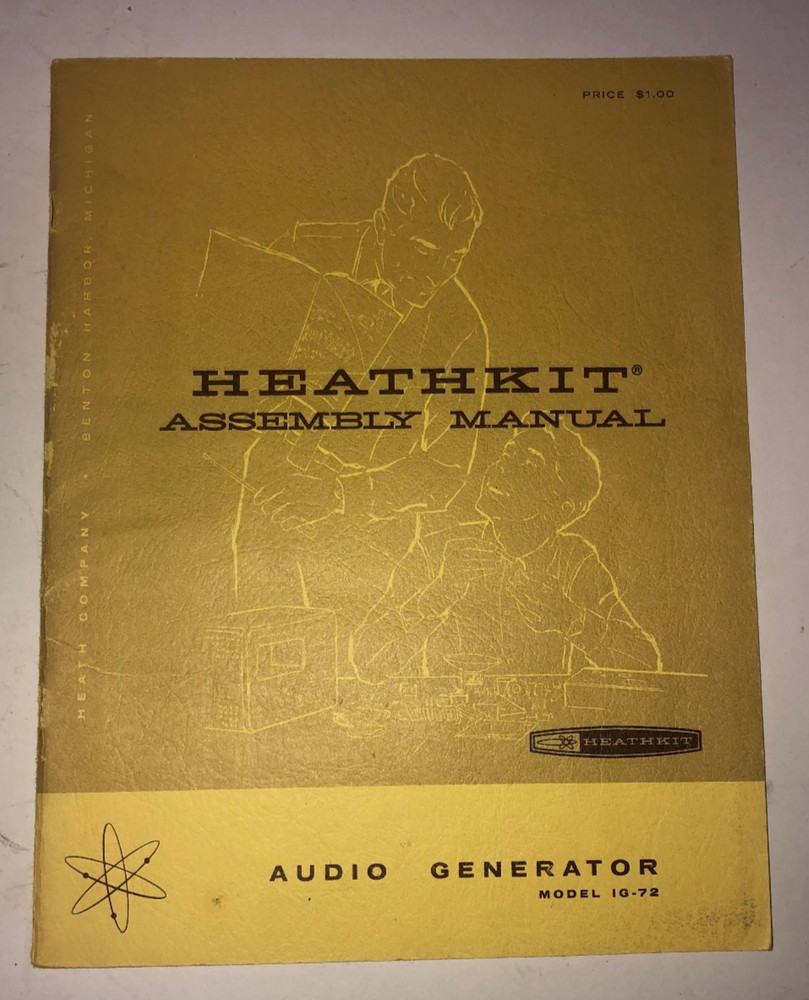 PRICE $1.00
HEATHKIT®
ASSEMBLY MANUAL
HEATH COMPANY • BENTON HARBOR, MICHIGAN
HEATHKIT
AUDIO GENERATOR
MODEL IG-72